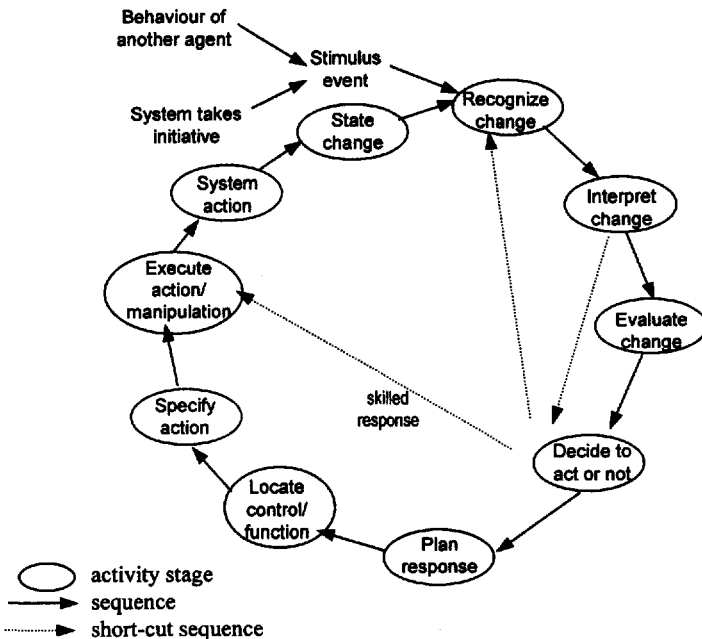 Behaviour of
another agent
Stimulus
event
System takes
initiative
State
change
Recognize
change
System
action
Interpret
change
Execute
action/
manipulation
Evaluate
change
Specify
action
skilled
response
Decide to
act or not
Locate
control/
function
Plan
response
activity stage
sequence
short-cut sequence